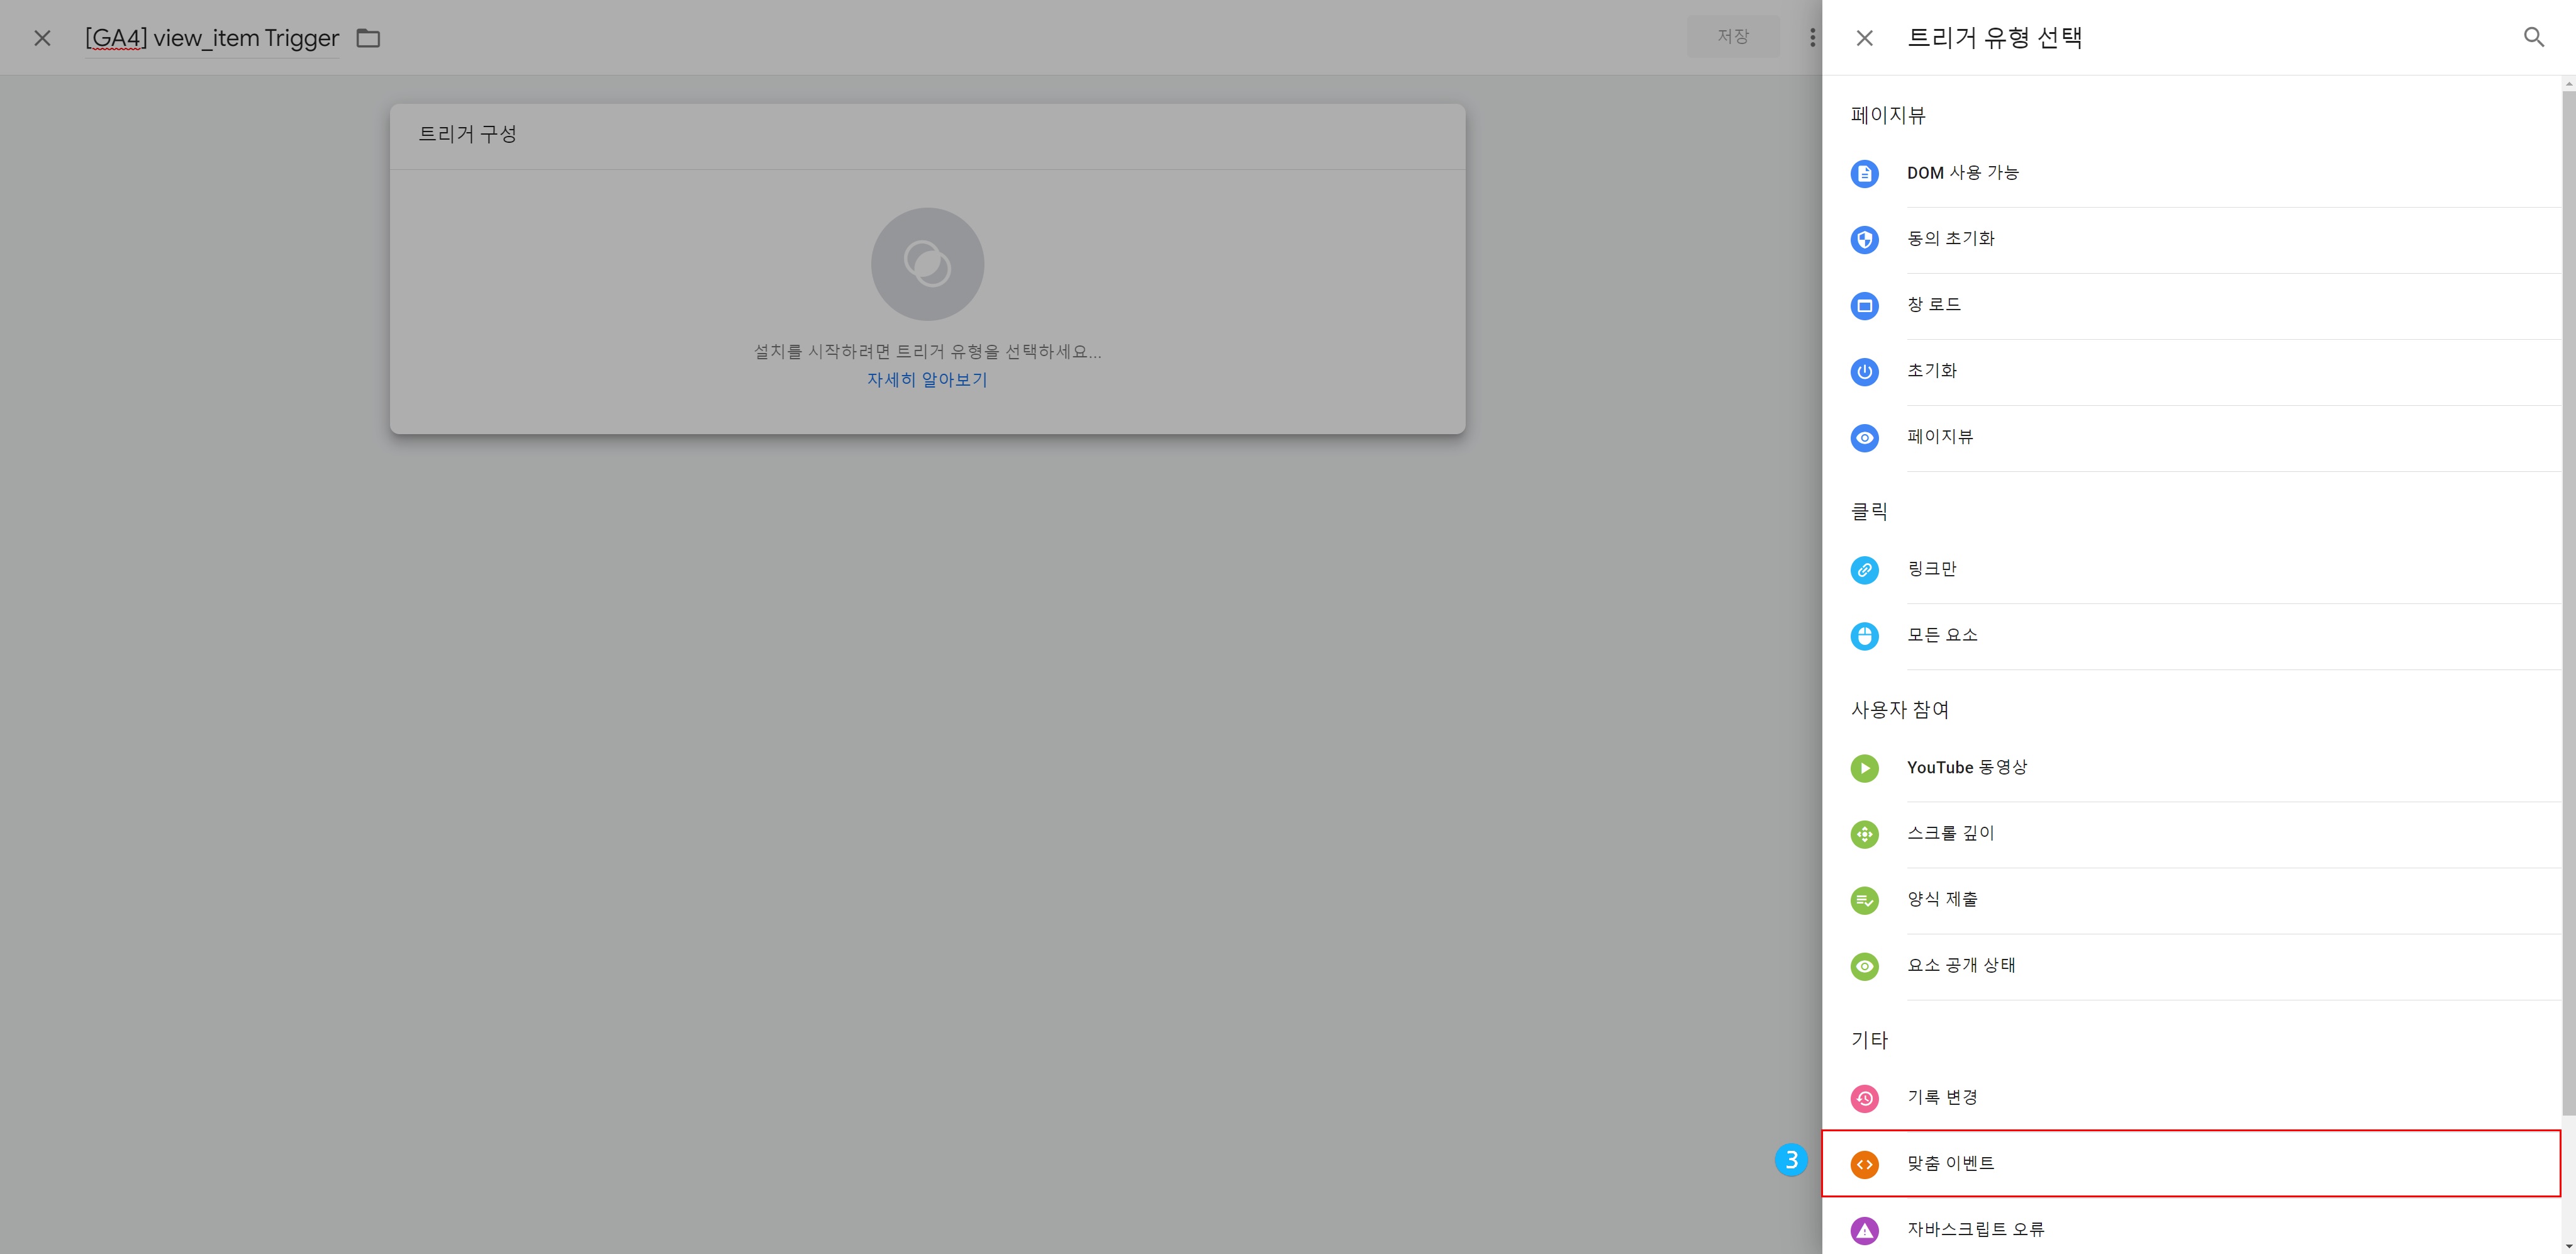 [GA4] view_item Trigger
저장
트리거 구성
설치를 시작하려면 트리거 유형을 선택하세요...
자세히 알아보기
트리거 유형 선택
페이지뷰
DOM 사용 가능
동의 초기화
창 로드
초기화
페이지뷰
클릭
링크만
모든 요소
사용자 참여
YouTube 동영상
스크롤 깊이
양식 제출
요소 공개 상태
기타
기록 변경
3
맞춤 이벤트
자바스크립트 오류